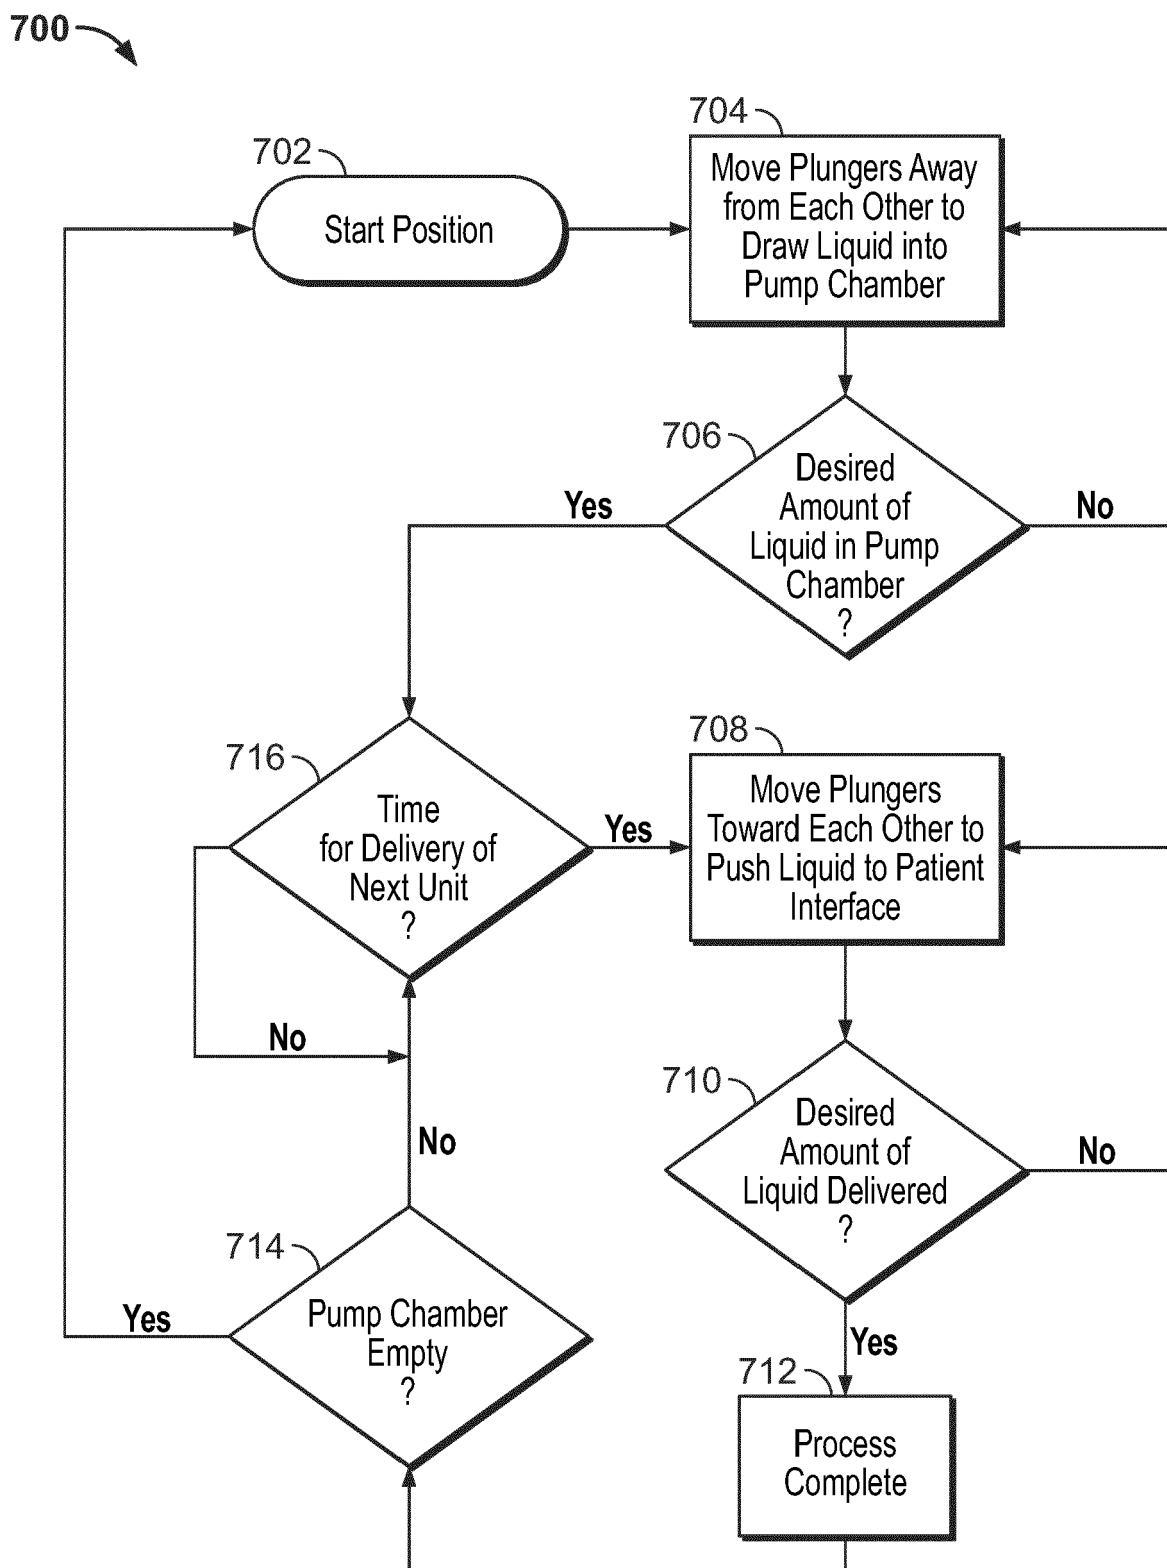 700
702
Start Position
704
Move Plungers Away
from Each Other to
Draw Liquid into
Pump Chamber
706
Desired
Amount of
Liquid in Pump
Chamber
?
Yes
No
716
Time
for Delivery of
Next Unit
?
Yes
No
708
Move Plungers
Toward Each Other to
Push Liquid to Patient
Interface
710
Desired
Amount of
Liquid Delivered
?
No
Yes
714
Pump Chamber
Empty
?
No
Yes
712
Process
Complete